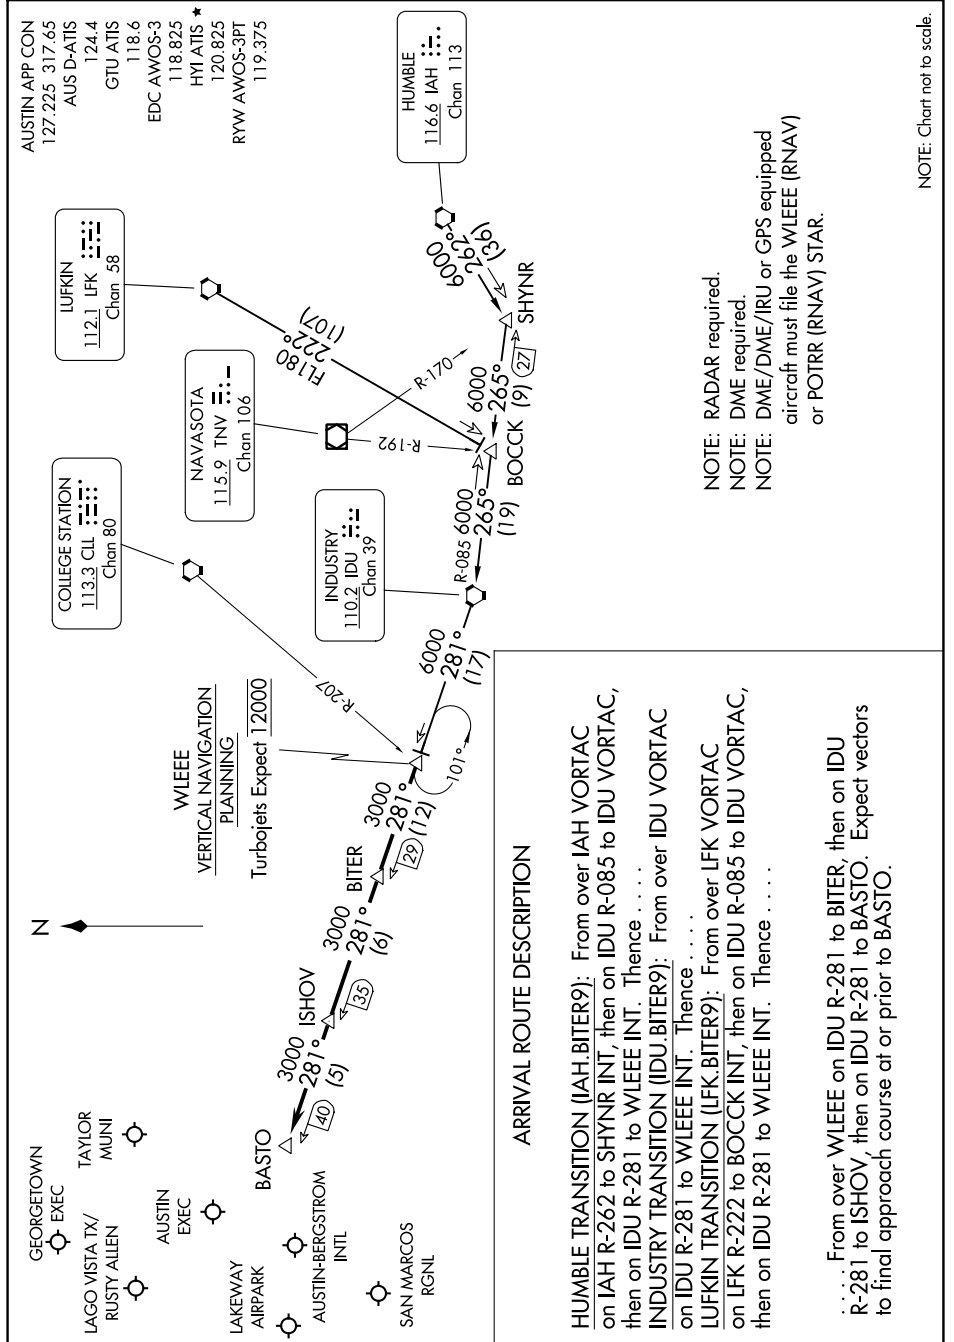 AUSTIN APP CON
127.225 317.65
AUS D-ATIS
124.4
GTU ATIS
118.6
EDC AWOS-3
118.825
HYI ATIS ★
120.825
RYW AWOS-3PT
119.375
HUMBLE
116.6 IAH
Chan 113
LUFKIN
112.1 LFK
Chan 58
NAVASOTA
115.9 TNV
Chan 106
COLLEGE STATION
113.3 CLL
Chan 80
INDUSTRY
110.2 IDU
Chan 39
6000
262°
(36)
SHYNR
27
6000
265°
(9)
FL180
222°
(107)
R-170
R-192
BOCCK
R-085
6000
265°
(19)
6000
281°
(17)
R-207
101°
WLEEE
VERTICAL NAVIGATION
PLANNING
Turbojets Expect 12000
3000
281°
(12)
29
BITER
3000
281°
(6)
35
ISHOV
3000
281°
(5)
40
BASTO
N
GEORGETOWN
EXEC
TAYLOR
MUNI
LAGO VISTA TX/
RUSTY ALLEN
AUSTIN
EXEC
LAKEWAY
AIRPARK
AUSTIN-BERGSTROM
INTL
SAN MARCOS
RGNL
NOTE: RADAR required.
NOTE: DME required.
NOTE: DME/DME/IRU or GPS equipped
aircraft must file the WLEEE (RNAV)
or POTRR (RNAV) STAR.
NOTE: Chart not to scale.
ARRIVAL ROUTE DESCRIPTION
HUMBLE TRANSITION (IAH.BITER9): From over IAH VORTAC
on IAH R-262 to SHYNR INT, then on IDU R-085 to IDU VORTAC,
then on IDU R-281 to WLEEE INT. Thence . . . .
INDUSTRY TRANSITION (IDU.BITER9): From over IDU VORTAC
on IDU R-281 to WLEEE INT. Thence . . . .
LUFKIN TRANSITION (LFK.BITER9): From over LFK VORTAC
on LFK R-222 to BOCCK INT, then on IDU R-085 to IDU VORTAC,
then on IDU R-281 to WLEEE INT. Thence . . . .
. . . . From over WLEEE on IDU R-281 to BITER, then on IDU
R-281 to ISHOV, then on IDU R-281 to BASTO. Expect vectors
to final approach course at or prior to BASTO.